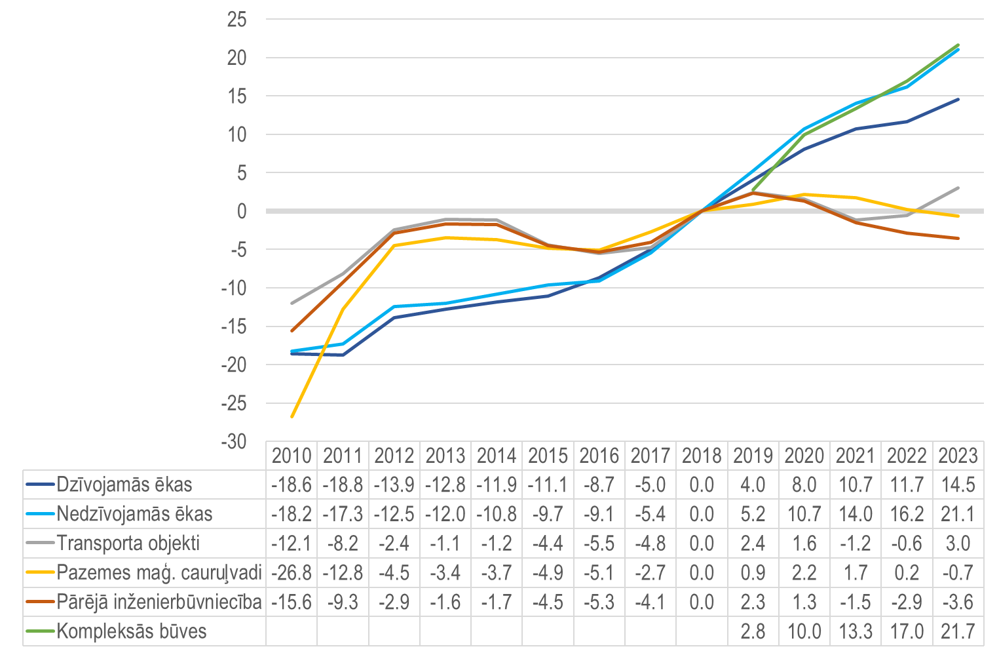 25
20
15
10
5
0
-5
-10
-15
-20
-25
-30
2010 2011 2012 2013 2014 2015 2016 2017 2018 2019 2020 2021 2022 2023
Dzīvojamās ēkas -18.6 -18.8 -13.9 -12.8 -11.9 -11.1 -8.7 -5.0 0.0 4.0 8.0 10.7 11.7 14.5
Nedzīvojamās ēkas -18.2 -17.3 -12.5 -12.0 -10.8 -9.7 -9.1 -5.4 0.0 5.2 10.7 14.0 16.2 21.1
Transporta objekti -12.1 -8.2 -2.4 -1.1 -1.2 -4.4 -5.5 -4.8 0.0 2.4 1.6 -1.2 -0.6 3.0
Pazemes maģ. cauruļvadi -26.8 -12.8 -4.5 -3.4 -3.7 -4.9 -5.1 -2.7 0.0 0.9 2.2 1.7 0.2 -0.7
Pārējā inženierbūvniecība -15.6 -9.3 -2.9 -1.6 -1.7 -4.5 -5.3 -4.1 0.0 2.3 1.3 -1.5 -2.9 -3.6
Kompleksās būves 2.8 10.0 13.3 17.0 21.7